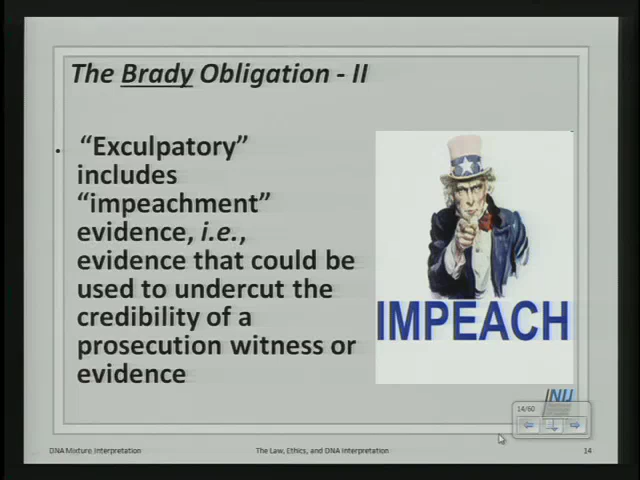 The Brady Obligation - II
• "Exculpatory"
includes
"impeachment"
evidence, i.e.,
evidence that could be
used to undercut the
credibility of a
prosecution witness or
evidence
IMPEACH
NIJ
14/60
DNA Mixture Interpretation
The Law, Ethics, and DNA Interpretation
14